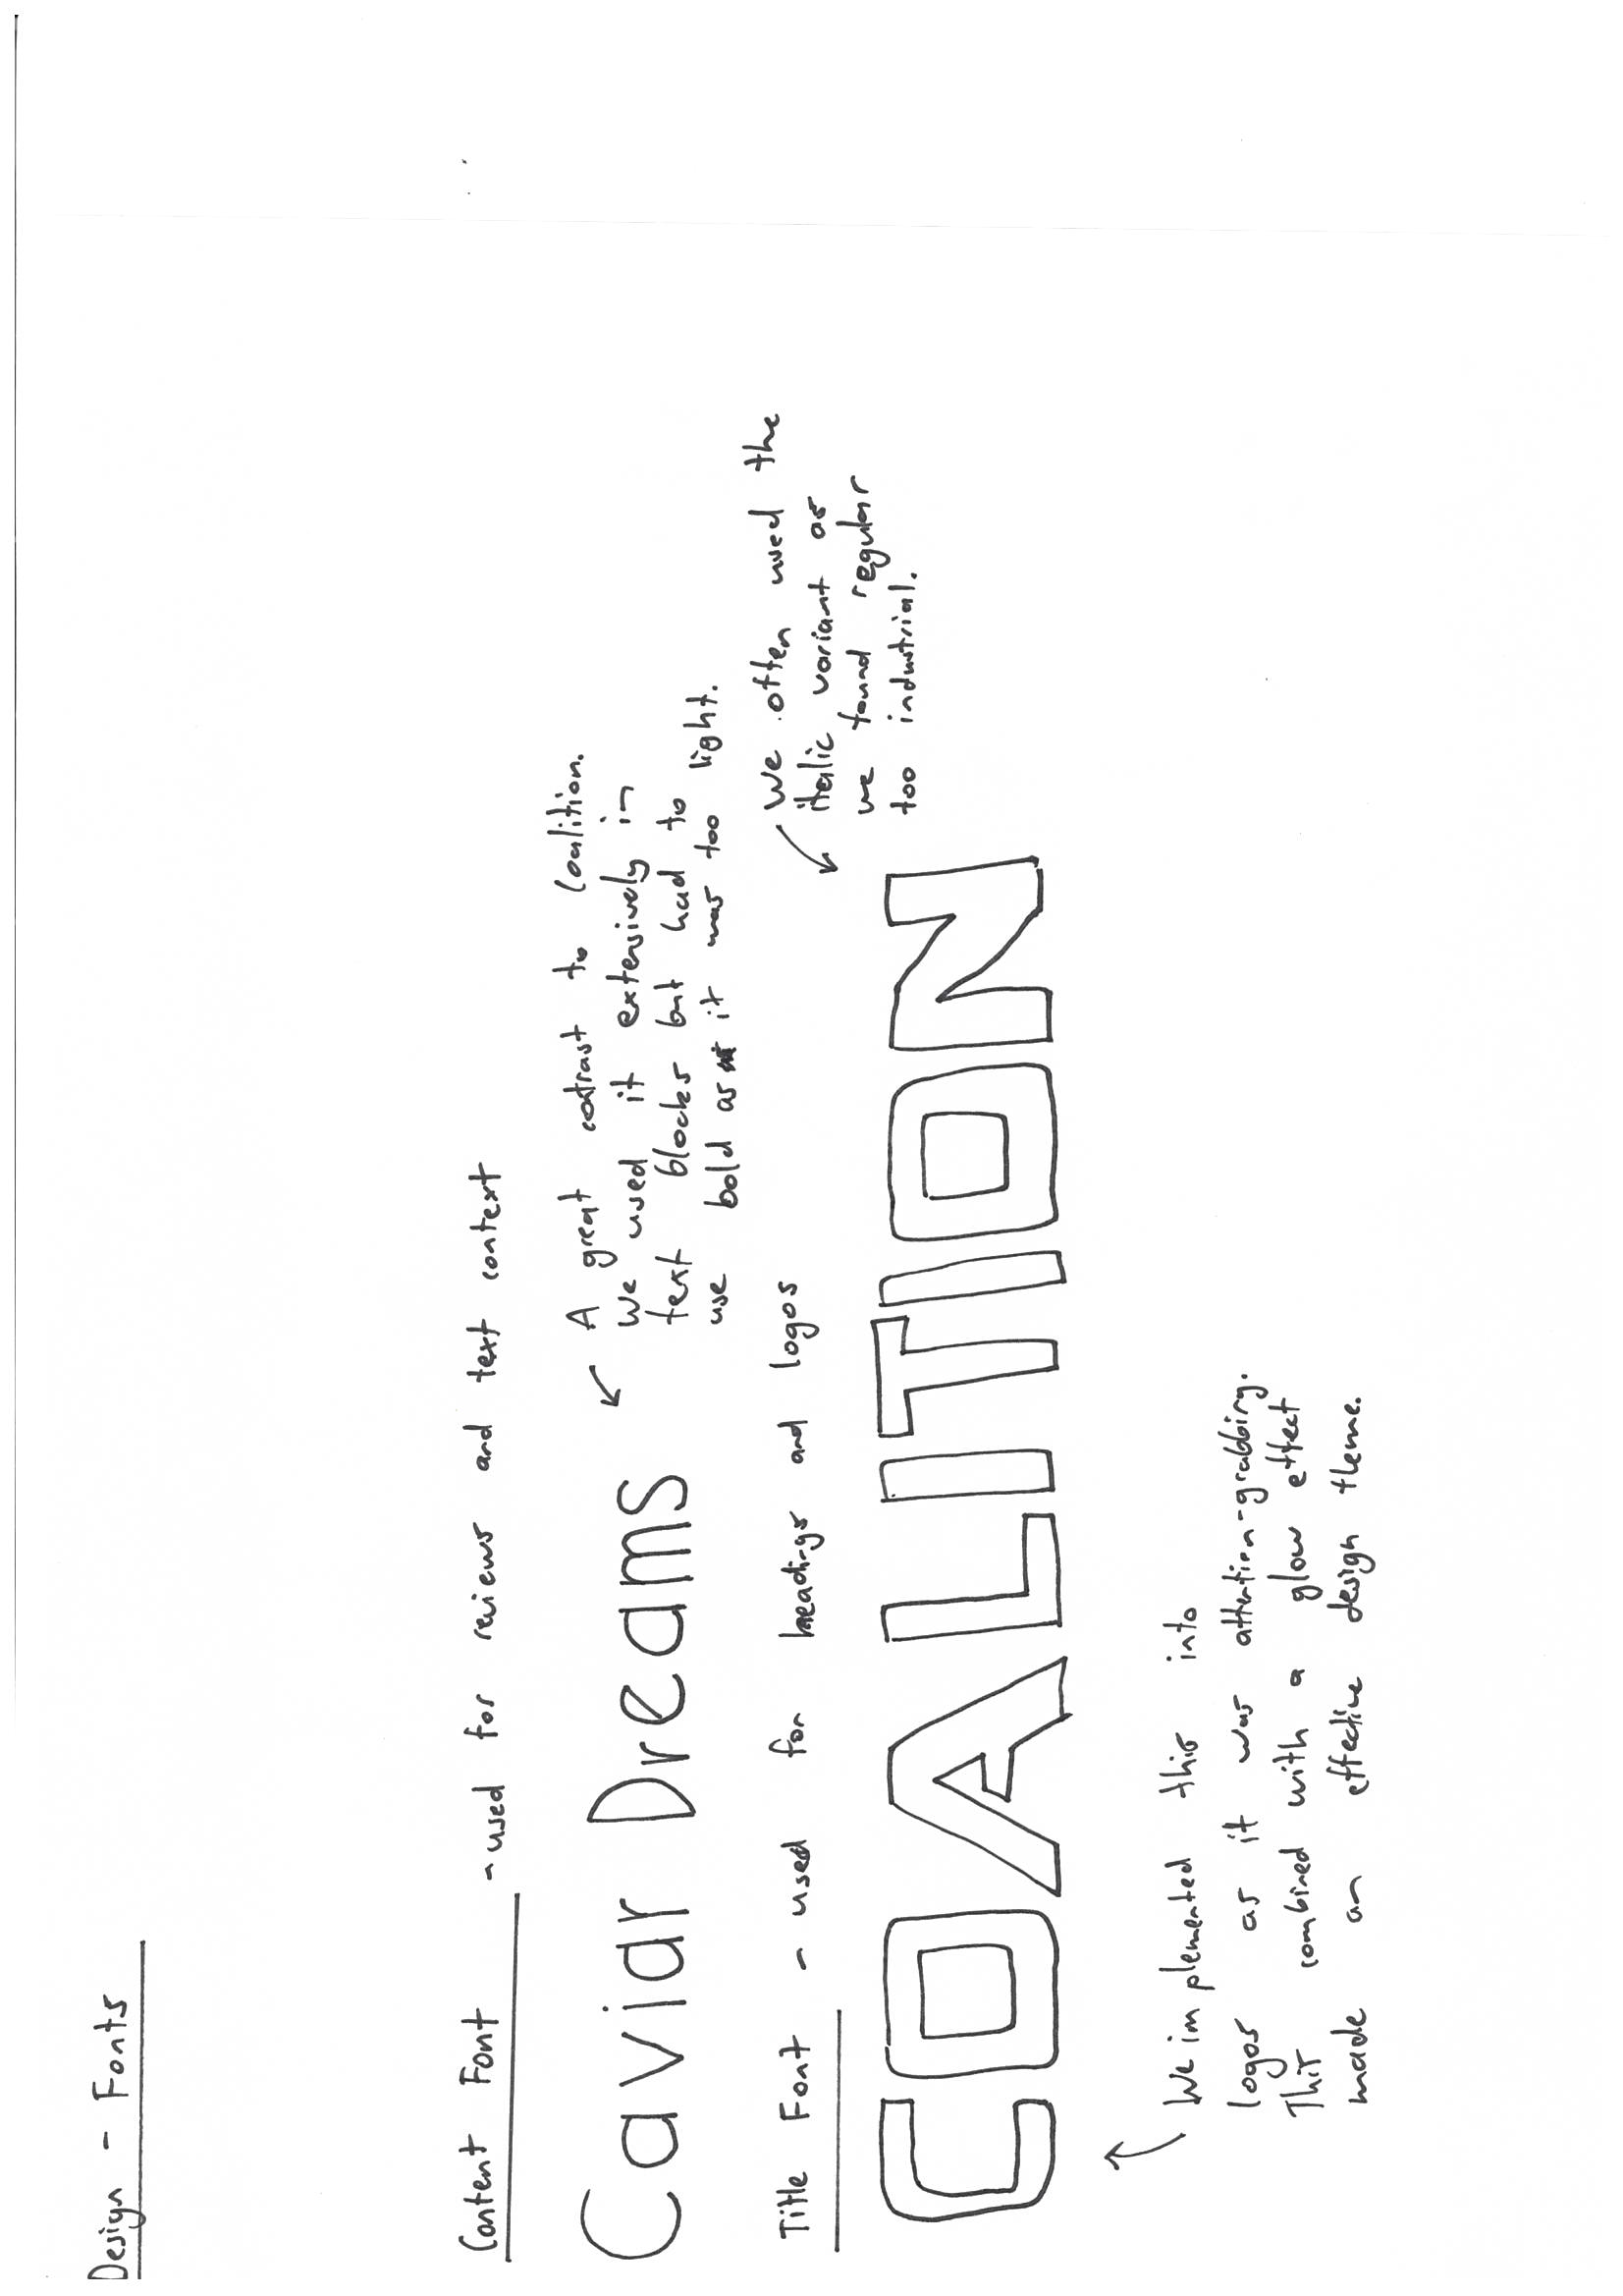 Design - Fonts
Content Font - used for reviews and text context
Caviar Dreams
A great contrast to Coalition.
We used it extensively in
text blocks but had to
use bold as it was too light.
Title Font - used for headings and logos
COALITION
We often used the
italic variant as
we found regular
too industrial.
We implemented this into
logos as it was attention-grabbing.
This combined with a glow effect
made an effective design theme.